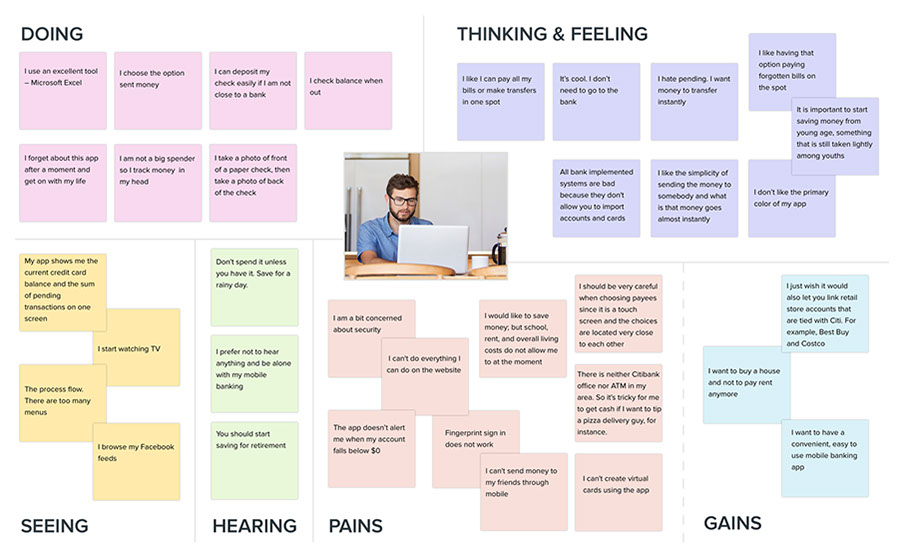 DOING
I use an excellent tool
– Microsoft Excel
I choose the option
sent money
I can deposit my
check easily if I am not
close to a bank
I check balance when
out
I forget about this app
after a moment and
get on with my life
I am not a big spender
so I track money in
my head
I take a photo of front
of a paper check, then
take a photo of back
of the check
THINKING & FEELING
I like I can pay all my
bills or make transfers
in one spot
It's cool. I don't
need to go to the
bank
I hate pending. I want
money to transfer
instantly
I like having that
option paying
forgotten bills on
the spot
It is important to start
saving money from
young age, something
that is still taken lightly
among youths
All bank implemented
systems are bad
because they don't
allow you to import
accounts and cards
I like the simplicity of
sending the money to
somebody and what
is that money goes
almost instantly
I don't like the primary
color of my app
My app shows me the
current credit card
balance and the sum
of pending
transactions on one
screen
I start watching TV
The process flow.
There are too many
menus
I browse my Facebook
feeds
SEEING
Don't spend it unless
you have it. Save for a
rainy day.
I prefer not to hear
anything and be alone
with my mobile
banking
You should start
saving for retirement
HEARING
I am a bit concerned
about security
I can't do everything I
can do on the website
The app doesn't alert
me when my account
falls below $0
Fingerprint sign in
does not work
I would like to save
money; but school,
rent, and overall living
costs do not allow me
to at the moment
I can't send money to
my friends through
mobile
I should be very careful
when choosing payees
since it is a touch
screen and the choices
are located very close
to each other
There is neither Citibank
office nor ATM in my
area. So it's tricky for me
to get cash if I want to tip
a pizza delivery guy, for
instance.
I can't create virtual
cards using the app
PAINS
I just wish it would
also let you link retail
store accounts that
are tied with Citi. For
example, Best Buy
and Costco
I want to buy a house
and not to pay rent
anymore
I want to have a
convenient, easy to
use mobile banking
app
GAINS